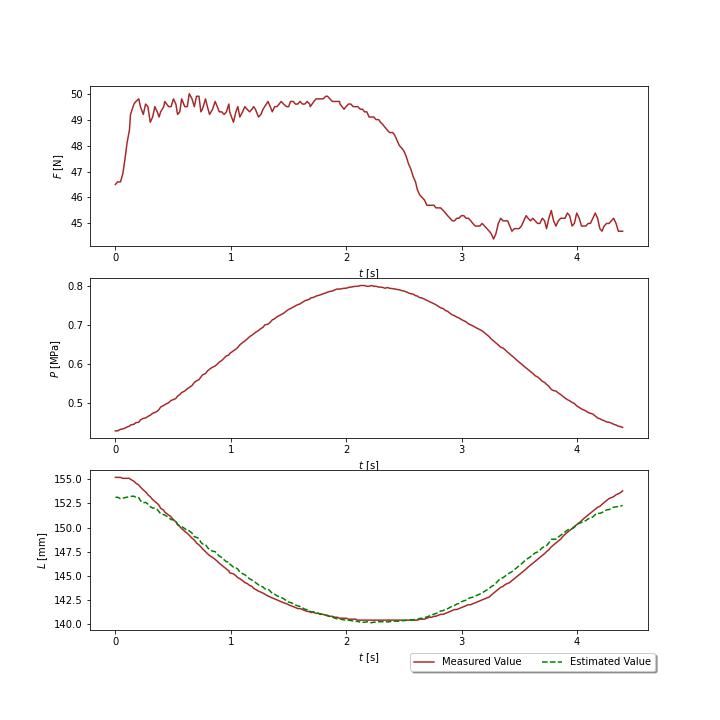 50
49
48
47
46
45
F [N]
0 1 2 3 4
t [s]
0.8
0.7
0.6
0.5
P [MPa]
0 1 2 3 4
t [s]
155.0
152.5
150.0
147.5
145.0
142.5
140.0
L [mm]
0 1 2 3 4
t [s]
Measured Value Estimated Value